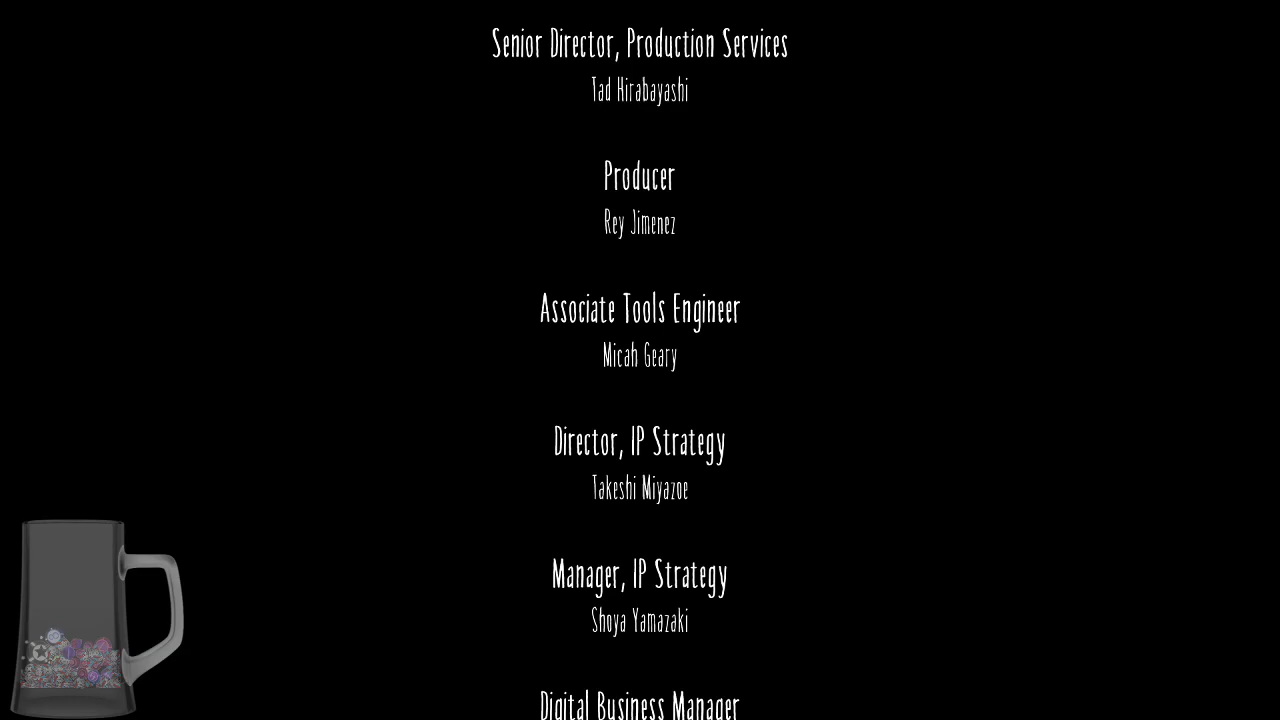 Senior Director, Production Services
Tad Hirabayashi
Producer
Rey Jimenez
Associate Tools Engineer
Micah Geary
Director, IP Strategy
Takeshi Miyazoe
Manager, IP Strategy
Shoya Yamazaki
Digital Business Manager